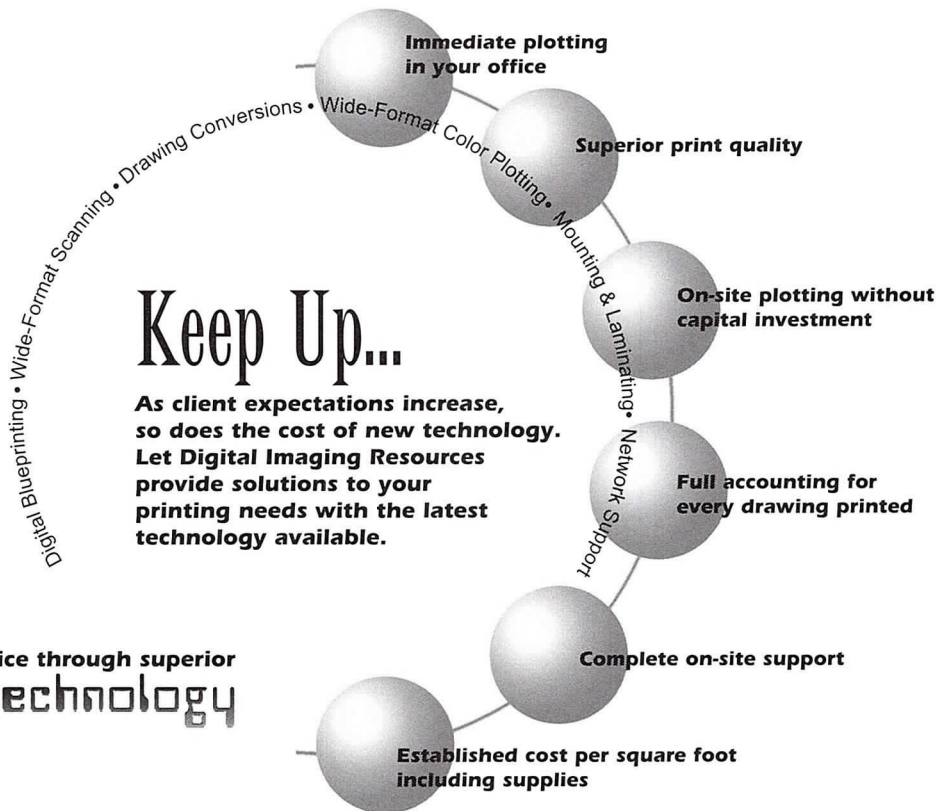 Immediate plotting
in your office
Digital Blueprinting • Wide-Format Scanning • Drawing Conversions • Wide-Format Color Plotting • Mounting & Laminating • Network Support
Superior print quality
On-site plotting without
capital investment
Keep Up...
As client expectations increase,
so does the cost of new technology.
Let Digital Imaging Resources
provide solutions to your
printing needs with the latest
technology available.
Full accounting for
every drawing printed
Complete on-site support
through superior
Established cost per square foot
including supplies